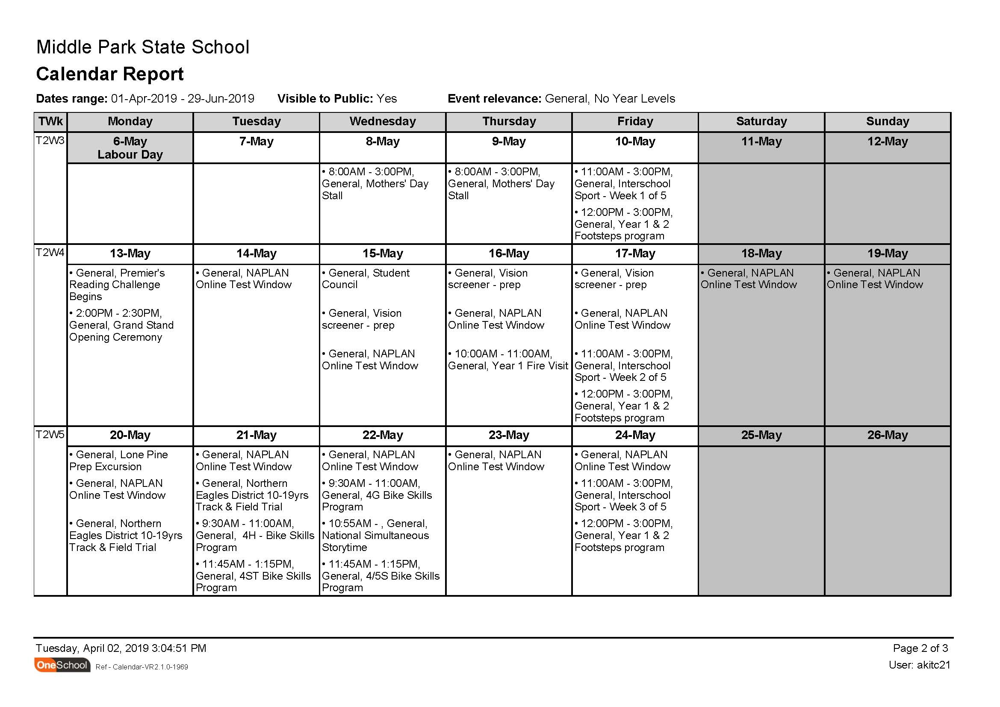 Middle Park State School
Calendar Report
Dates range: 01-Apr-2019 - 29-Jun-2019 Visible to Public: Yes Event relevance: General, No Year Levels
TWk Monday Tuesday Wednesday Thursday Friday Saturday Sunday
T2W3
6-May
Labour Day
7-May
8-May
9-May
10-May
11-May
12-May
• 8:00AM - 3:00PM,
General, Mothers' Day
Stall
• 8:00AM - 3:00PM,
General, Mothers' Day
Stall
• 11:00AM - 3:00PM,
General, Interschool
Sport - Week 1 of 5
• 12:00PM - 3:00PM,
General, Year 1 & 2
Footsteps program
T2W4
13-May
14-May
15-May
16-May
17-May
18-May
19-May
• General, Premier's
Reading Challenge
Begins
• 2:00PM - 2:30PM,
General, Grand Stand
Opening Ceremony
• General, NAPLAN
Online Test Window
• General, Student
Council
• General, Vision
screener - prep
• General, NAPLAN
Online Test Window
• General, Vision
screener - prep
• General, NAPLAN
Online Test Window
• 10:00AM - 11:00AM,
General, Year 1 Fire Visit
• General, Vision
screener - prep
• General, NAPLAN
Online Test Window
• 11:00AM - 3:00PM,
General, Interschool
Sport - Week 2 of 5
• 12:00PM - 3:00PM,
General, Year 1 & 2
Footsteps program
• General, NAPLAN
Online Test Window
• General, NAPLAN
Online Test Window
T2W5
20-May
21-May
22-May
23-May
24-May
25-May
26-May
• General, Lone Pine
Prep Excursion
• General, NAPLAN
Online Test Window
• General, Northern
Eagles District 10-19yrs
Track & Field Trial
• General, NAPLAN
Online Test Window
• General, Northern
Eagles District 10-19yrs
Track & Field Trial
• 9:30AM - 11:00AM,
General,  4H - Bike Skills
Program
• 11:45AM - 1:15PM,
General, 4ST Bike Skills
Program
• General, NAPLAN
Online Test Window
• 9:30AM - 11:00AM,
General, 4G Bike Skills
Program
• 10:55AM - , General,
National Simultaneous
Storytime
• 11:45AM - 1:15PM,
General, 4/5S Bike Skills
Program
• General, NAPLAN
Online Test Window
• General, NAPLAN
Online Test Window
• 11:00AM - 3:00PM,
General, Interschool
Sport - Week 3 of 5
• 12:00PM - 3:00PM,
General, Year 1 & 2
Footsteps program
Tuesday, April 02, 2019 3:04:51 PM
Page 2 of 3
OneSchool Ref - Calendar-VR2.1.0-1969
User: akitc21